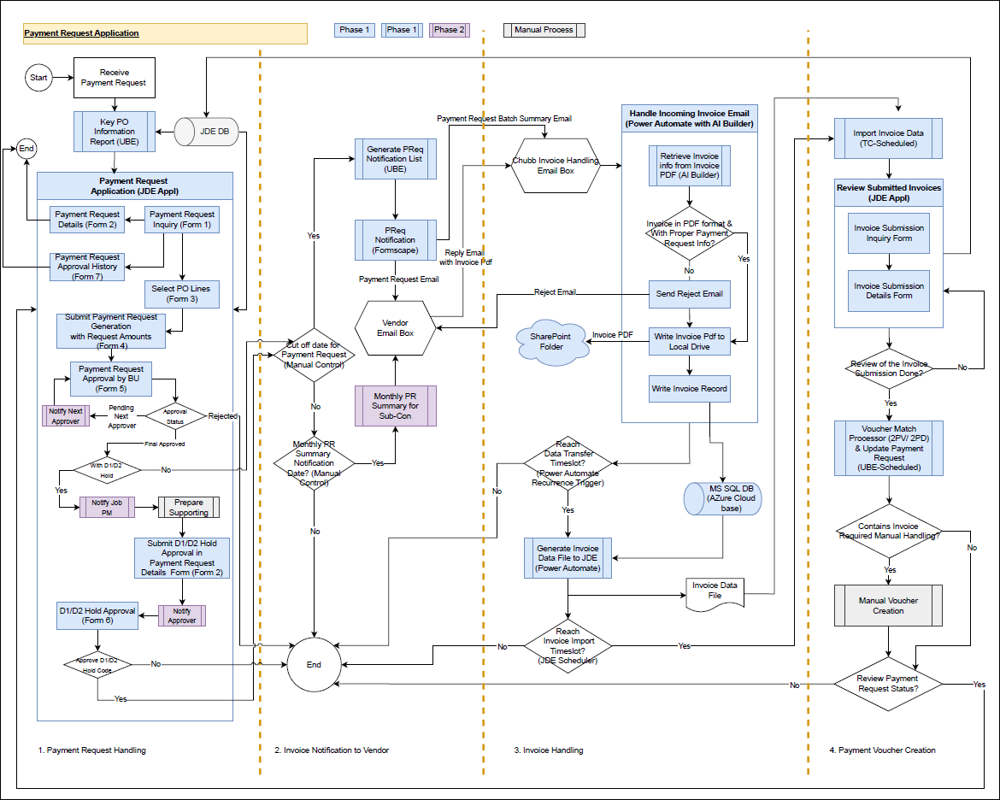 Payment Request Application
Phase 1
Phase 1
Phase 2
Manual Process
Start
Receive
Payment Request
Key PO
Information
Report (UBE)
JDE DB
End
Payment Request
Application (JDE Appl)
Payment Request
Details (Form 2)
Payment Request
Inquiry (Form 1)
Payment Request
Approval History
(Form 7)
Select PO Lines
(Form 3)
Submit Payment Request
Generation
with Request Amounts
(Form 4)
Payment Request
Approval by BU
(Form 5)
Notify Next
Approver
Pending
Next
Approver
Approval
Status
Rejected
Final Approved
With D1/D2
Hold
No
Yes
Notify Job
PM
Prepare
Supporting
Submit D1/D2 Hold
Approval in
Payment Request
Details  Form (Form 2)
D1/D2 Hold Approval
(Form 6)
Notify
Approver
Approve D1/D2
Hold Code
No
Yes
1. Payment Request Handling
Generate PReq
Notification List
(UBE)
Yes
PReq
Notification
(Formscape)
Payment Request Batch Summary Email
Reply Email
with Invoice Pdf
Payment Request Email
Vendor
Email Box
Cut off date for
Payment Request
(Manual Control)
No
Monthly PR
Summary for
Sub-Con
Monthly PR
Summary
Notification
Date? (Manual
Control)
Yes
No
End
2. Invoice Notification to Vendor
Chubb Invoice Handling
Email Box
Handle Incoming Invoice Email
(Power Automate with AI Builder)
Retrieve Invoice
info from Invoice
PDF (AI Builder)
Invoice in PDF format &
With Proper Payment
Request Info?
Yes
No
Send Reject Email
Reject Email
SharePoint
Folder
Invoice PDF
Write Invoice Pdf to
Local Drive
Write Invoice Record
Reach
Data Transfer
Timeslot?
(Power Automate
Recurrence Trigger)
No
Yes
MS SQL DB
(AZure Cloud
base)
Generate Invoice
Data File to JDE
(Power Automate)
Invoice Data
File
Reach
Invoice Import
Timeslot?
(JDE Scheduler)
No
Yes
No
3. Invoice Handling
Import Invoice Data
(TC-Scheduled)
Review Submitted Invoices
(JDE Appl)
Invoice Submission
Inquiry Form
Invoice Submission
Details Form
Review of the Invoice
Submission Done?
No
Yes
Voucher Match
Processor (2PV/ 2PD)
& Update Payment
Request
(UBE-Scheduled)
Contains Invoice
Required Manual Handling?
No
Yes
Manual Voucher
Creation
Review Payment
Request Status?
Yes
4. Payment Voucher Creation